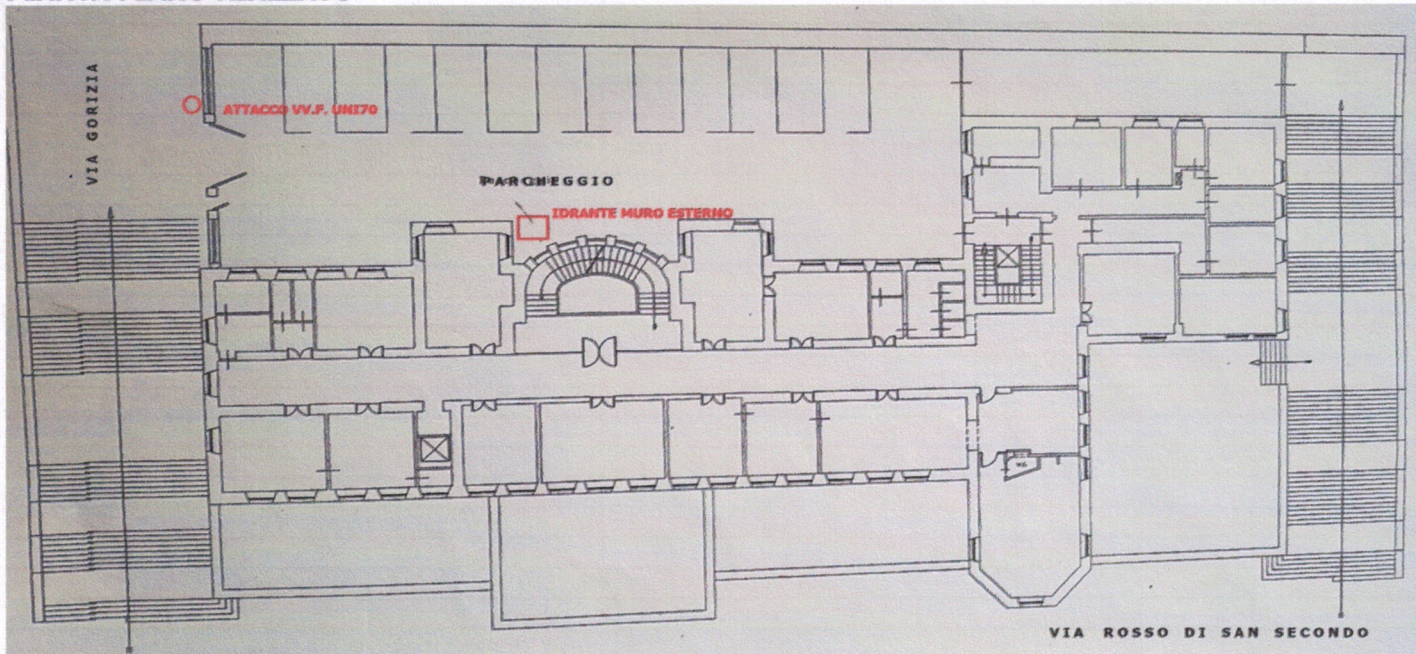 VIA GORIZIA
ATTACCO VV.F. UNI70
PARCHEGGIO
IDRANTE MURO ESTERNO
VIA ROSSO DI SAN SECONDO